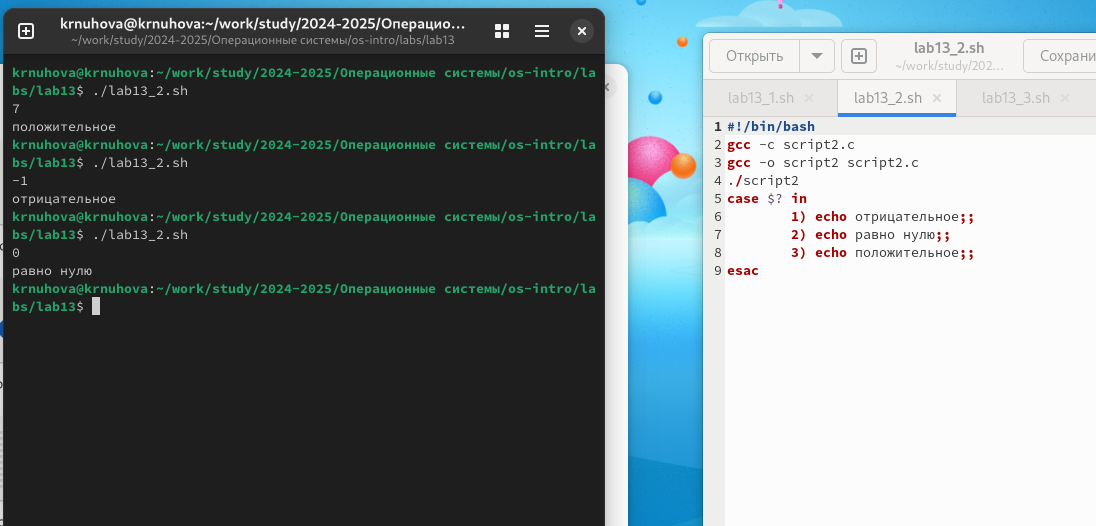 krnuhova@krnuhova:~/work/study/2024-2025/Операцио...
~/work/study/2024-2025/Операционные системы/os-intro/labs/lab13
krnuhova@krnuhova:~/work/study/2024-2025/Операционные системы/os-intro/la
bs/lab13$ ./lab13_2.sh
7
положительное
krnuhova@krnuhova:~/work/study/2024-2025/Операционные системы/os-intro/la
bs/lab13$ ./lab13_2.sh
-1
отрицательное
krnuhova@krnuhova:~/work/study/2024-2025/Операционные системы/os-intro/la
bs/lab13$ ./lab13_2.sh
0
равно нулю
krnuhova@krnuhova:~/work/study/2024-2025/Операционные системы/os-intro/la
bs/lab13$
Открыть
lab13_2.sh
~/work/study/202...
Сохрани
lab13_1.sh
lab13_2.sh
lab13_3.sh
1 #!/bin/bash
2 gcc -c script2.c
3 gcc -o script2 script2.c
4 ./script2
5 case $? in
6 1) echo отрицательное;;
7 2) echo равно нулю;;
8 3) echo положительное;;
9 esac